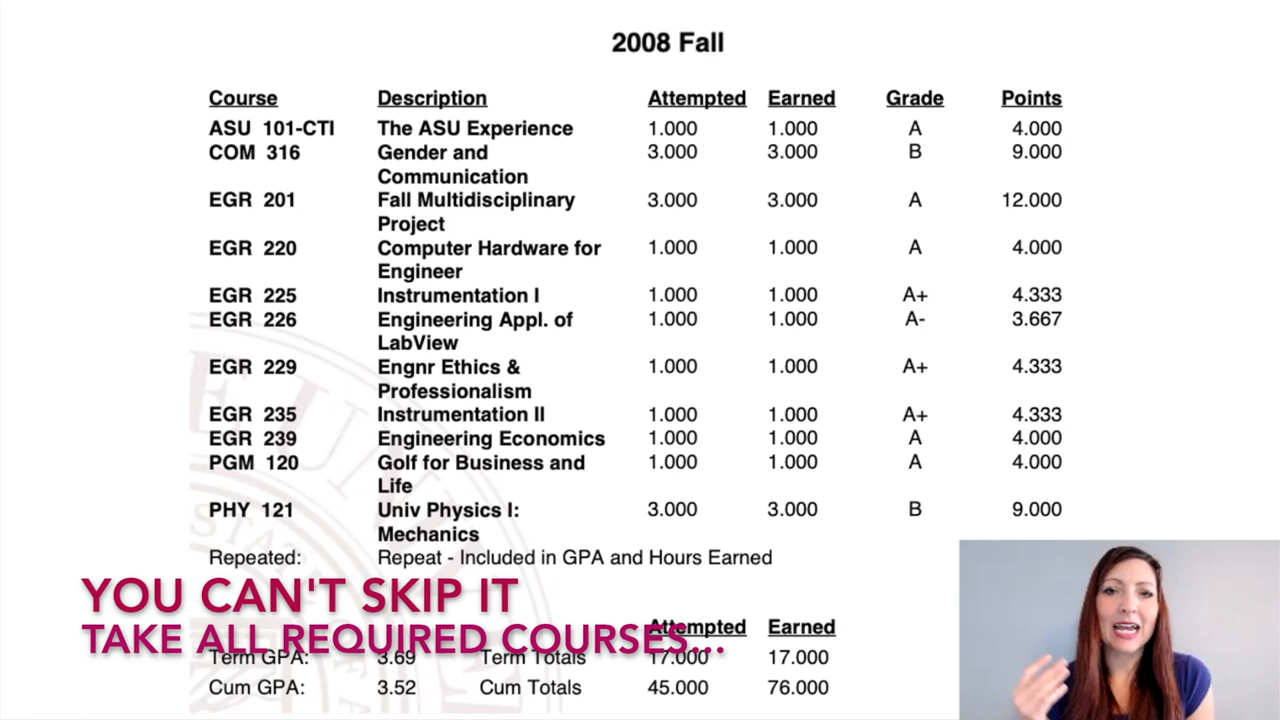 2008 Fall
Course Description Attempted Earned Grade Points
ASU 101-CTI The ASU Experience 1.000 1.000 A 4.000
COM 316 Gender and 3.000 3.000 B 9.000
Communication
EGR 201 Fall Multidisciplinary 3.000 3.000 A 12.000
Project
EGR 220 Computer Hardware for 1.000 1.000 A 4.000
Engineer
EGR 225 Instrumentation I 1.000 1.000 A+ 4.333
EGR 226 Engineering Appl. of 1.000 1.000 A- 3.667
LabView
EGR 229 Engnr Ethics & 1.000 1.000 A+ 4.333
Professionalism
EGR 235 Instrumentation II 1.000 1.000 A+ 4.333
EGR 239 Engineering Economics 1.000 1.000 A 4.000
PGM 120 Golf for Business and 1.000 1.000 A 4.000
Life
PHY 121 Univ Physics I: 3.000 3.000 B 9.000
Mechanics
Repeated: Repeat - Included in GPA and Hours Earned
YOU CAN'T SKIP IT
TAKE ALL REQUIRED COURSES...
Attempted Earned
Term GPA: 3.69 Term Totals 17.000 17.000
Cum GPA: 3.52 Cum Totals 45.000 76.000